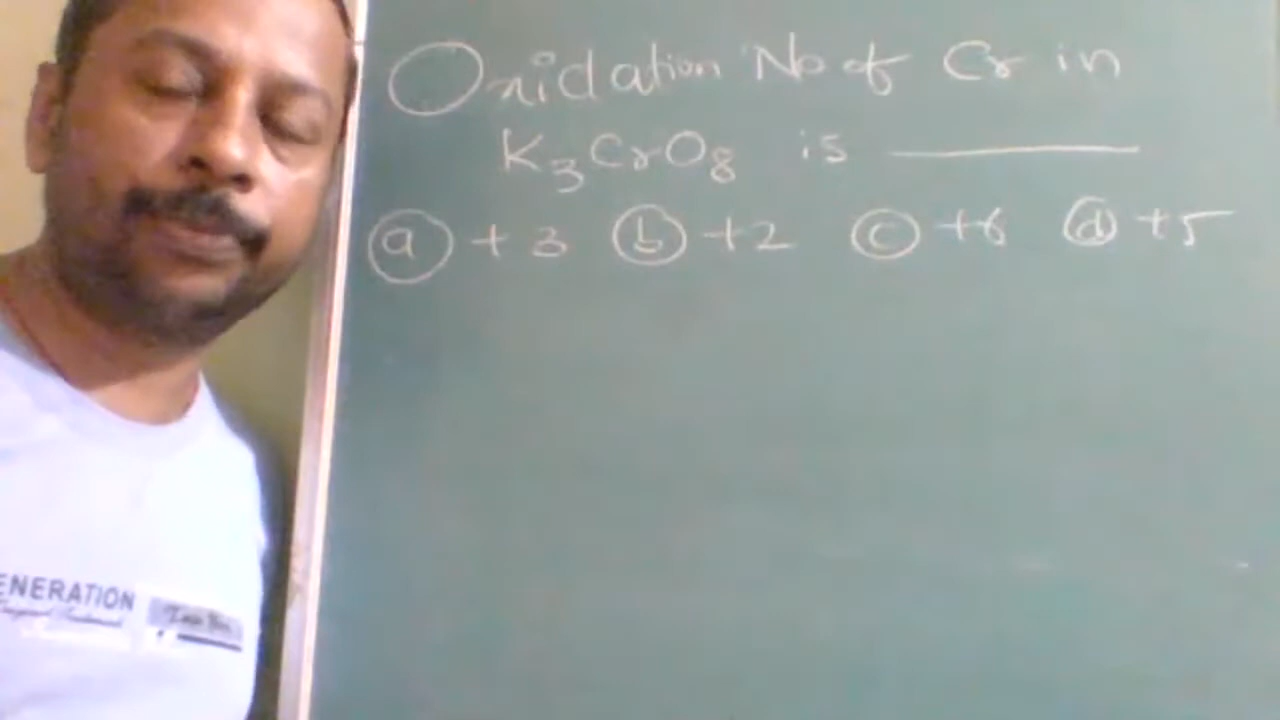 Oxidation No of Cr in
K₃CrO₈ is ______
ⓐ +3 ⓑ +2 ⓒ +6 ⓓ +5
ENERATION